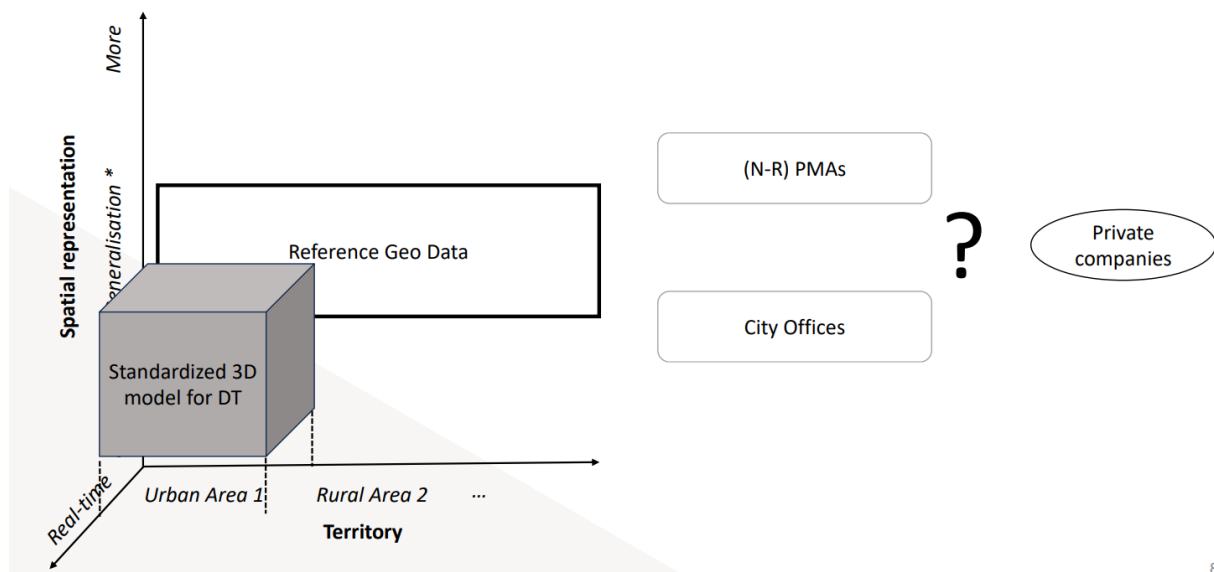 More
Spatial representation
eneralisation *
(N-R) PMAs
Reference Geo Data
?
Private
companies
Standardized 3D
model for DT
City Offices
Real-time
Urban Area 1
Rural Area 2
...
Territory